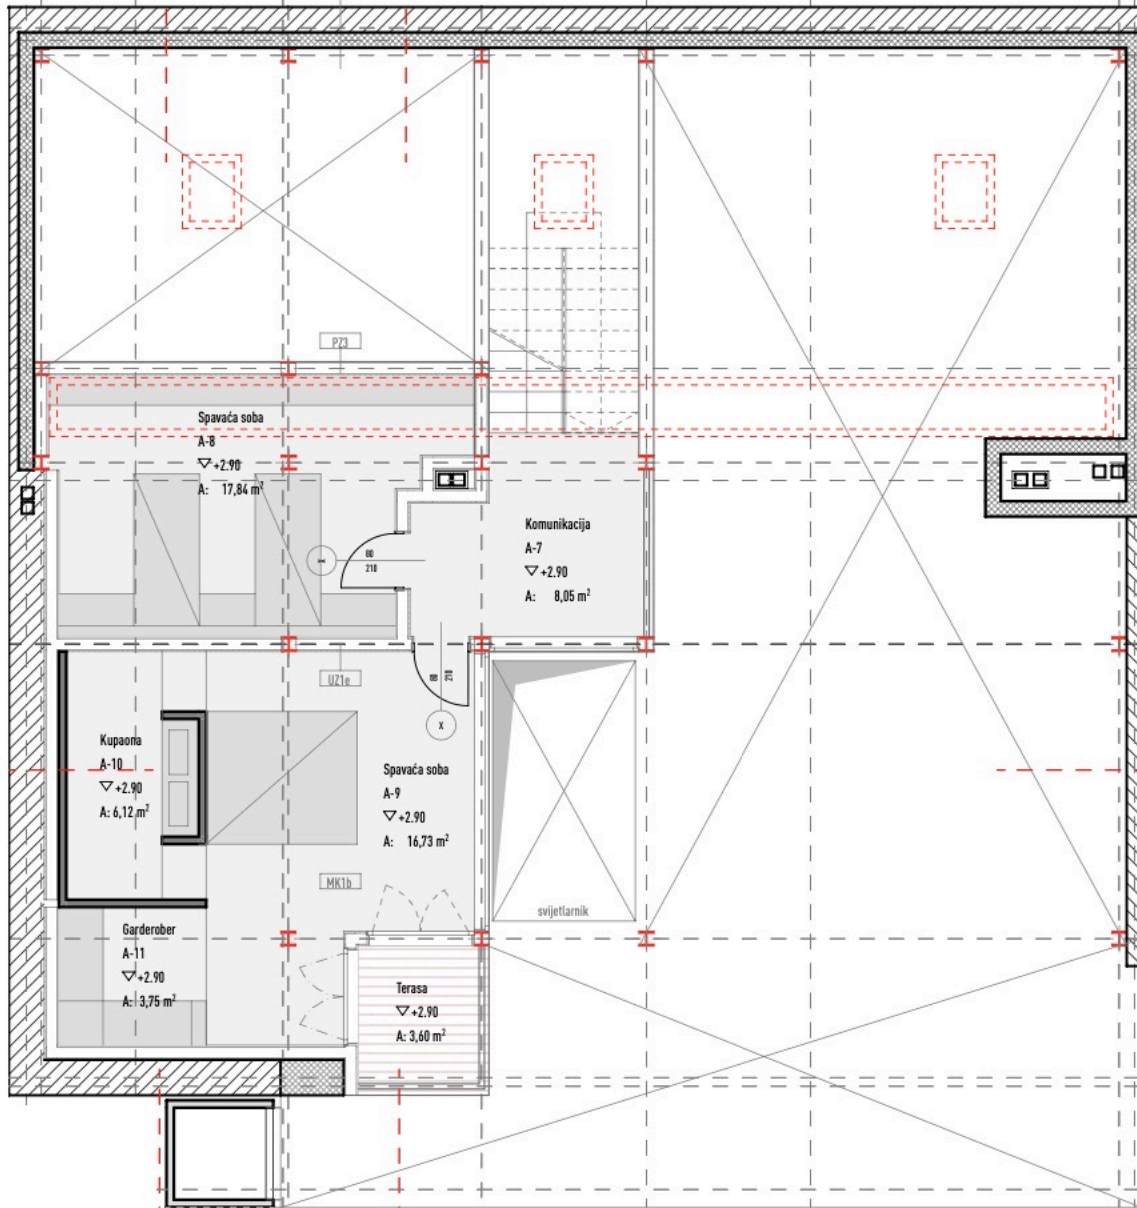 PZ3
Spavaća soba
A-8
+2.90
A: 17,84 m²
Komunikacija
A-7
+2.90
A: 8,05 m²
80
210
UZ1e
80
210
X
Kupaona
A-10
+2.90
A: 6,12 m²
Spavaća soba
A-9
+2.90
A: 16,73 m²
MK1b
svijetlarnik
Garderober
A-11
+2.90
A: 3,75 m²
Terasa
+2.90
A: 3,60 m²